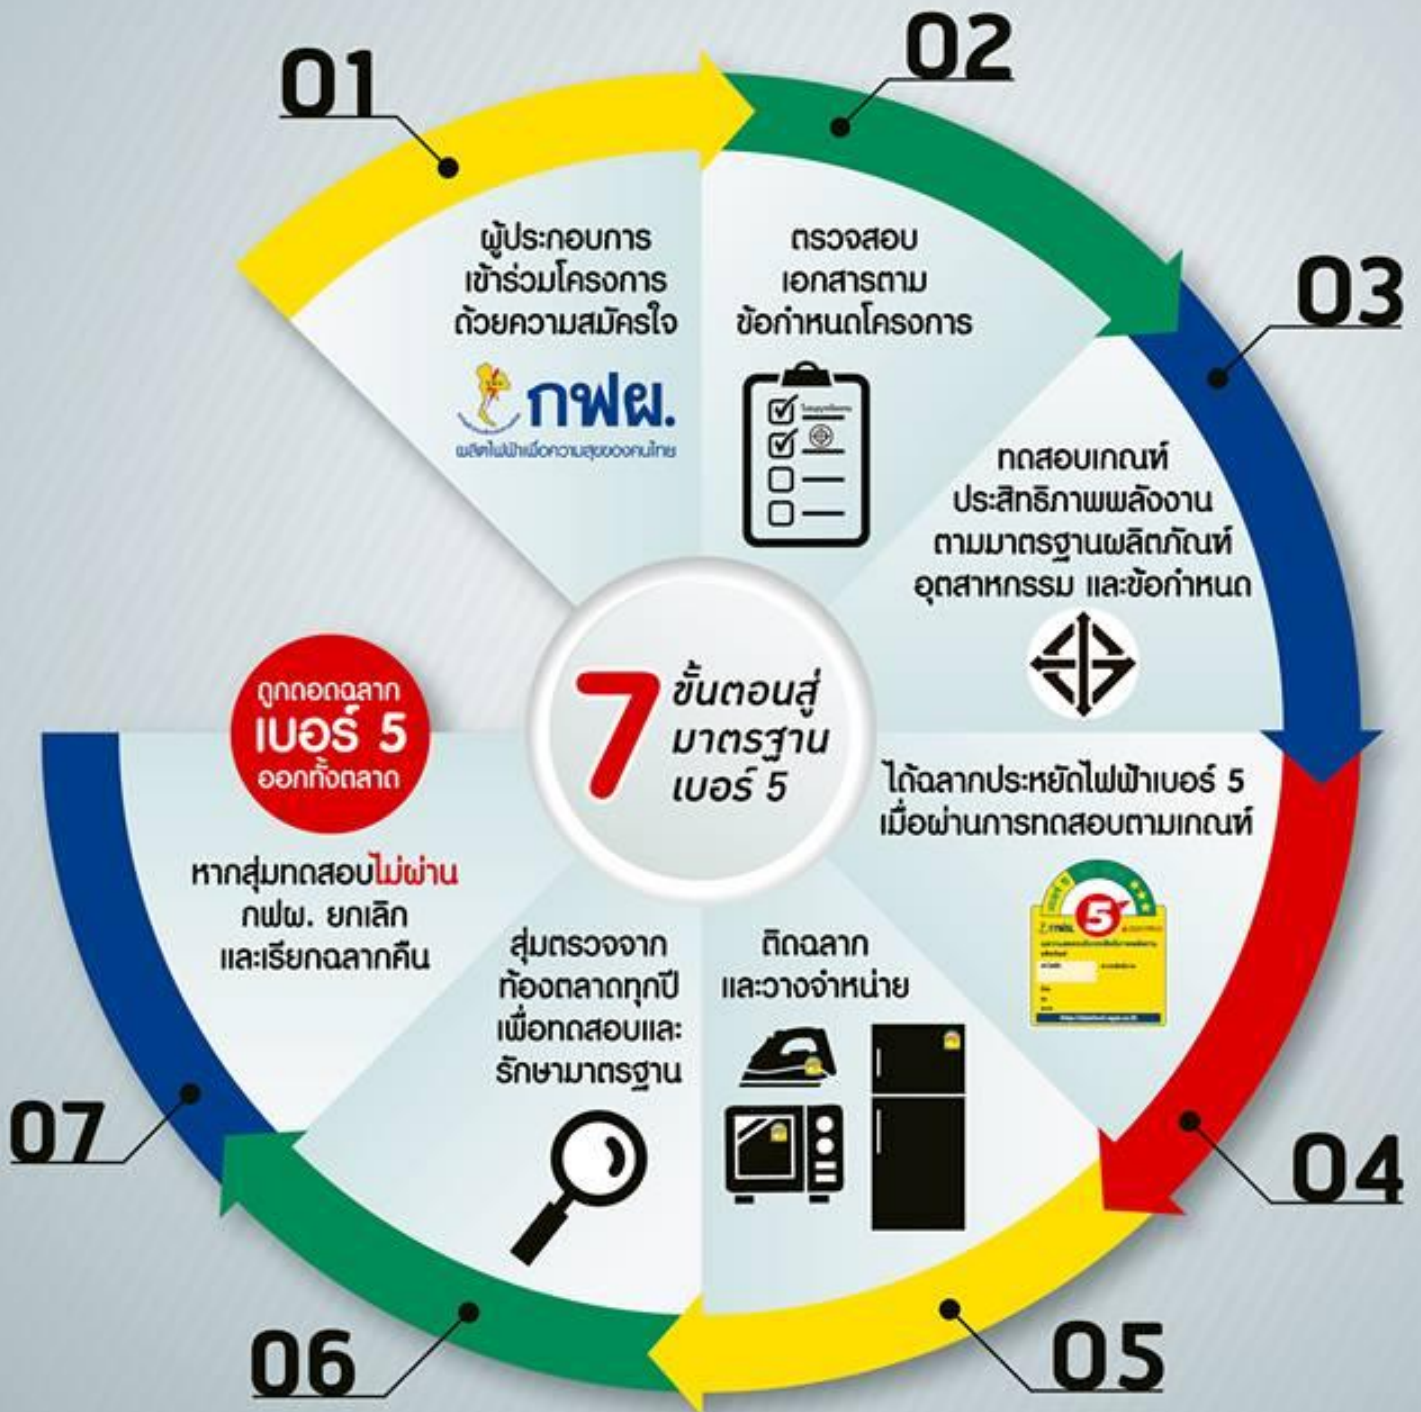 01
ผู้ประกอบการ
เข้าร่วมโครงการ
ด้วยความสมัครใจ
กฟผ.
ผลิตไฟฟ้าเพื่อความสุขของคนไทย
02
ตรวจสอบ
เอกสารตาม
ข้อกำหนดโครงการ
03
ทดสอบเกณฑ์
ประสิทธิภาพพลังงาน
ตามมาตรฐานผลิตภัณฑ์
อุตสาหกรรม และข้อกำหนด
7 ขั้นตอนสู่
มาตรฐาน
เบอร์ 5
ได้ฉลากประหยัดไฟฟ้าเบอร์ 5
เมื่อผ่านการทดสอบตามเกณฑ์
5
04
ติดฉลาก
และวางจำหน่าย
05
สุ่มตรวจจาก
ท้องตลาดทุกปี
เพื่อทดสอบและ
รักษามาตรฐาน
06
ถูกถอดฉลาก
เบอร์ 5
ออกทั้งตลาด
หากสุ่มทดสอบไม่ผ่าน
กฟผ. ยกเลิก
และเรียกฉลากคืน
07